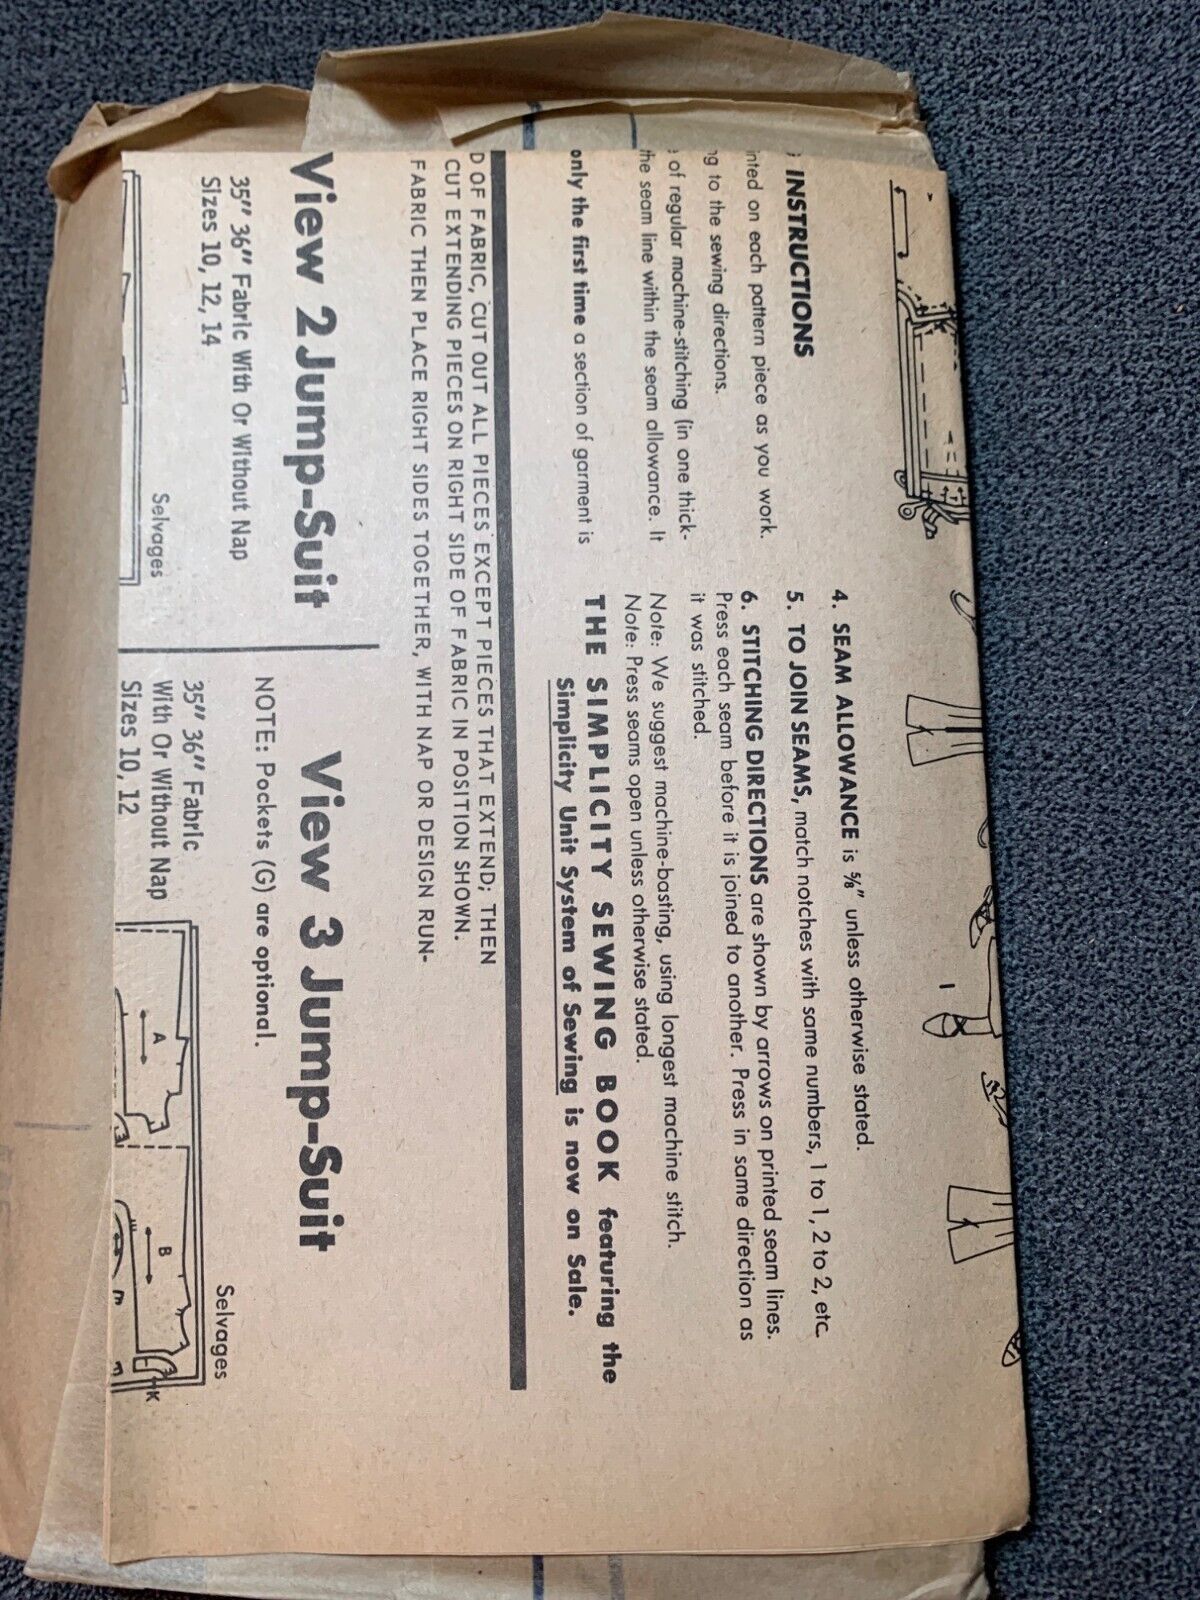 INSTRUCTIONS
inted on each pattern piece as you work.
ng to the sewing directions.
of regular machine-stitching (in one thick-
the seam line within the seam allowance. It
only the first time a section of garment is
4. SEAM ALLOWANCE is ⅝" unless otherwise stated.
5. TO JOIN SEAMS, match notches with same numbers, 1 to 1, 2 to 2, etc.
6. STITCHING DIRECTIONS are shown by arrows on printed seam lines.
Press each seam before it is joined to another. Press in same direction as
it was stitched.
Note: We suggest machine-basting, using longest machine stitch.
Note: Press seams open unless otherwise stated.
THE SIMPLICITY SEWING BOOK featuring the
Simplicity Unit System of Sewing is now on Sale.
D OF FABRIC, CUT OUT ALL PIECES EXCEPT PIECES THAT EXTEND; THEN
CUT EXTENDING PIECES ON RIGHT SIDE OF FABRIC IN POSITION SHOWN.
FABRIC THEN PLACE RIGHT SIDES TOGETHER, WITH NAP OR DESIGN RUN-
View 2 Jump-Suit
35" 36" Fabric With Or Without Nap
Sizes 10, 12, 14
Selvages
View 3 Jump-Suit
NOTE: Pockets (G) are optional.
35" 36" Fabric
With Or Without Nap
Sizes 10, 12
Selvages
A
B
E
K